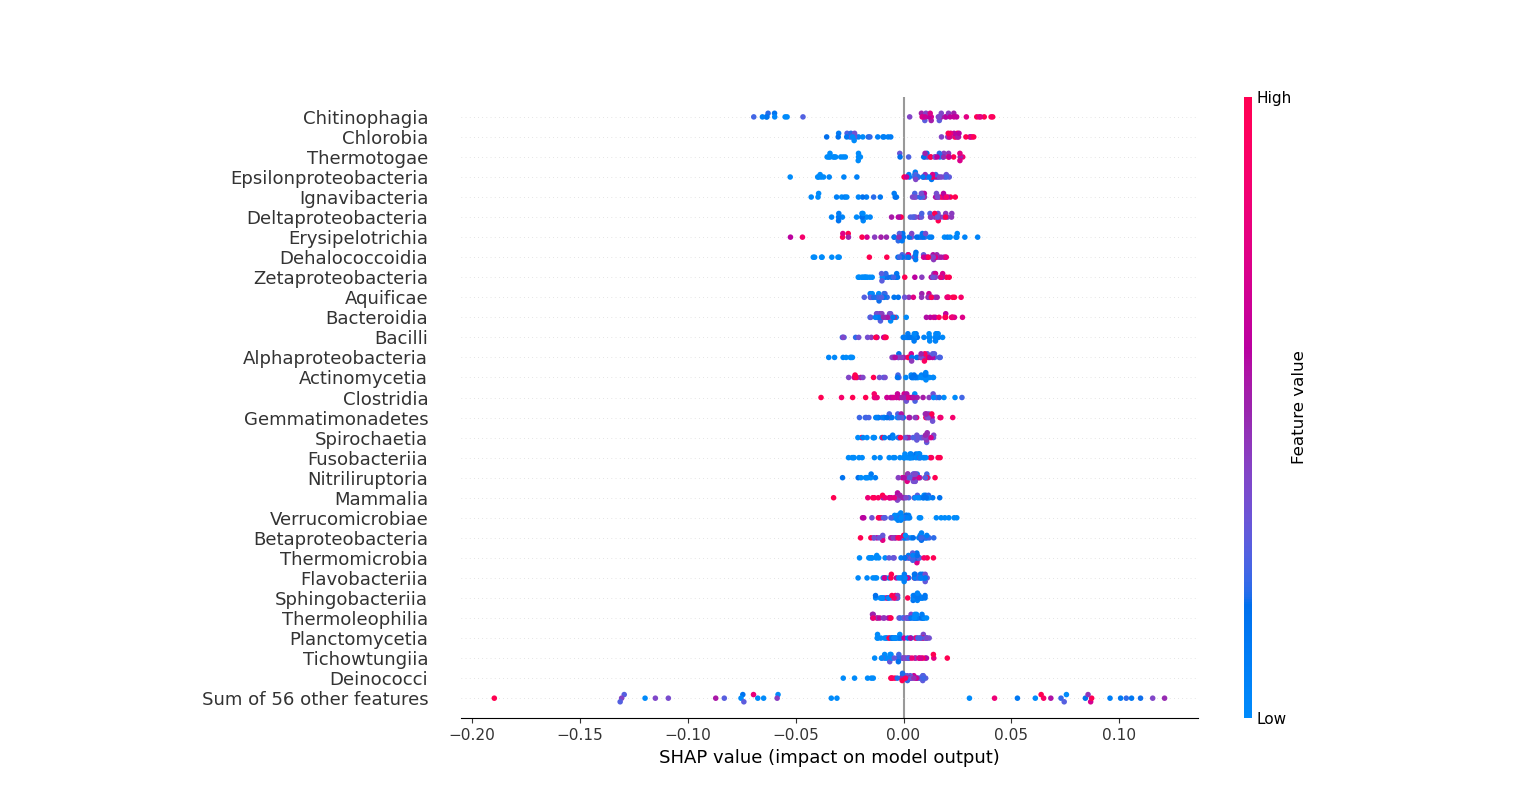 High
Chitinophagia
Chlorobia
Thermotogae
Epsilonproteobacteria
Ignavibacteria
Deltaproteobacteria
Erysipelotrichia
Dehalococcoidia
Zetaproteobacteria
Aquificae
Bacteroidia
Bacilli
Alphaproteobacteria
Actinomycetia
Clostridia
Gemmatimonadetes
Spirochaetia
Fusobacteriia
Nitriliruptoria
Mammalia
Verrucomicrobiae
Betaproteobacteria
Thermomicrobia
Flavobacteriia
Sphingobacteriia
Thermoleophilia
Planctomycetia
Tichowtungiia
Deinococci
Sum of 56 other features
Feature value
Low
−0.20 −0.15 −0.10 −0.05 0.00 0.05 0.10
SHAP value (impact on model output)